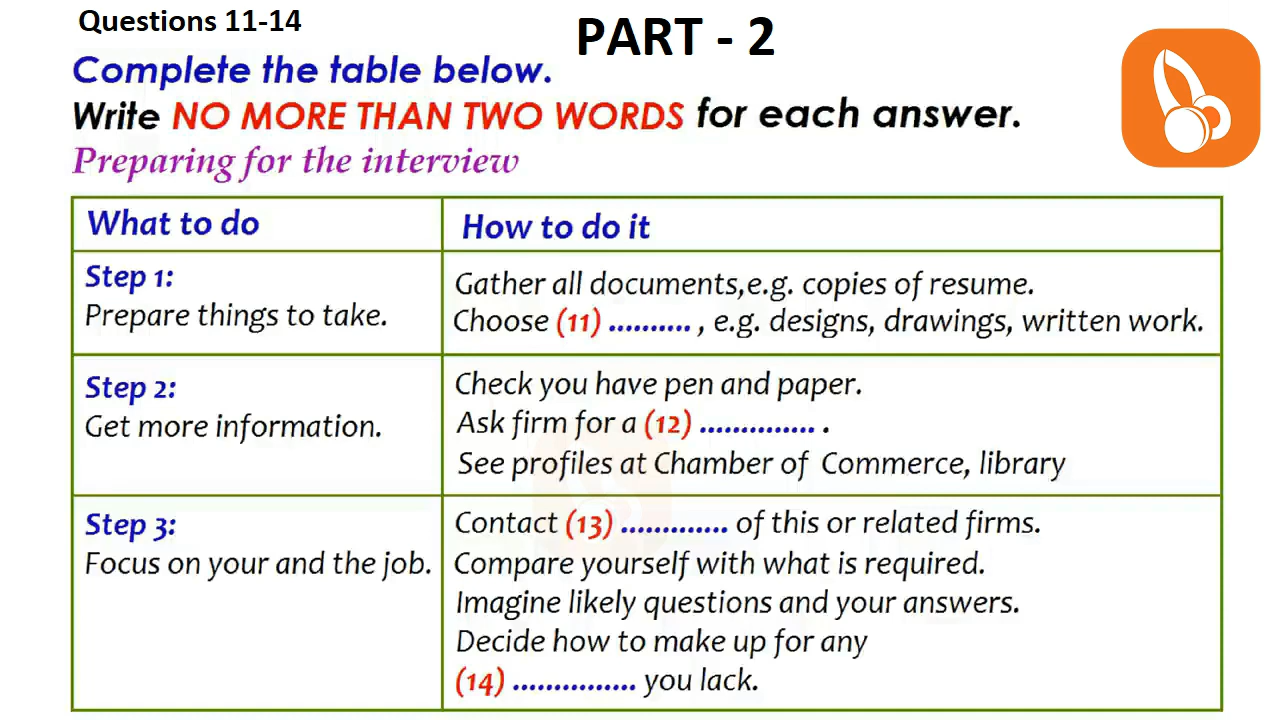 Questions 11-14
PART - 2
Complete the table below.
Write NO MORE THAN TWO WORDS for each answer.
Preparing for the interview
What to do
How to do it
Step 1:
Prepare things to take.
Gather all documents,e.g. copies of resume.
Choose (11) .......... , e.g. designs, drawings, written work.
Step 2:
Get more information.
Check you have pen and paper.
Ask firm for a (12) .............. .
See profiles at Chamber of Commerce, library
Step 3:
Focus on your and the job.
Contact (13) ............. of this or related firms.
Compare yourself with what is required.
Imagine likely questions and your answers.
Decide how to make up for any
(14) ............... you lack.